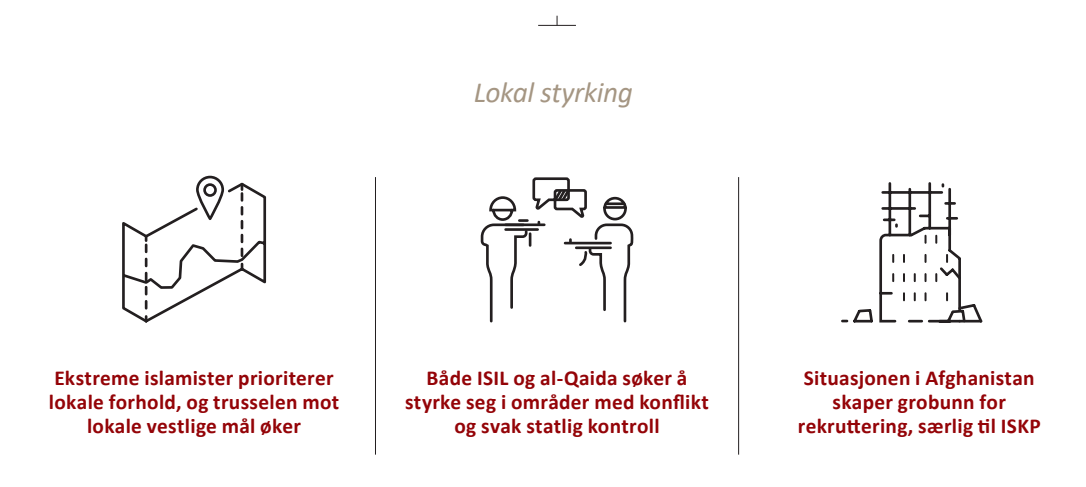 Lokal styrking
Ekstreme islamister prioriterer
lokale forhold, og trusselen mot
lokale vestlige mål øker
Både ISIL og al-Qaida søker å
styrke seg i områder med konflikt
og svak statlig kontroll
Situasjonen i Afghanistan
skaper grobunn for
rekruttering, særlig til ISKP